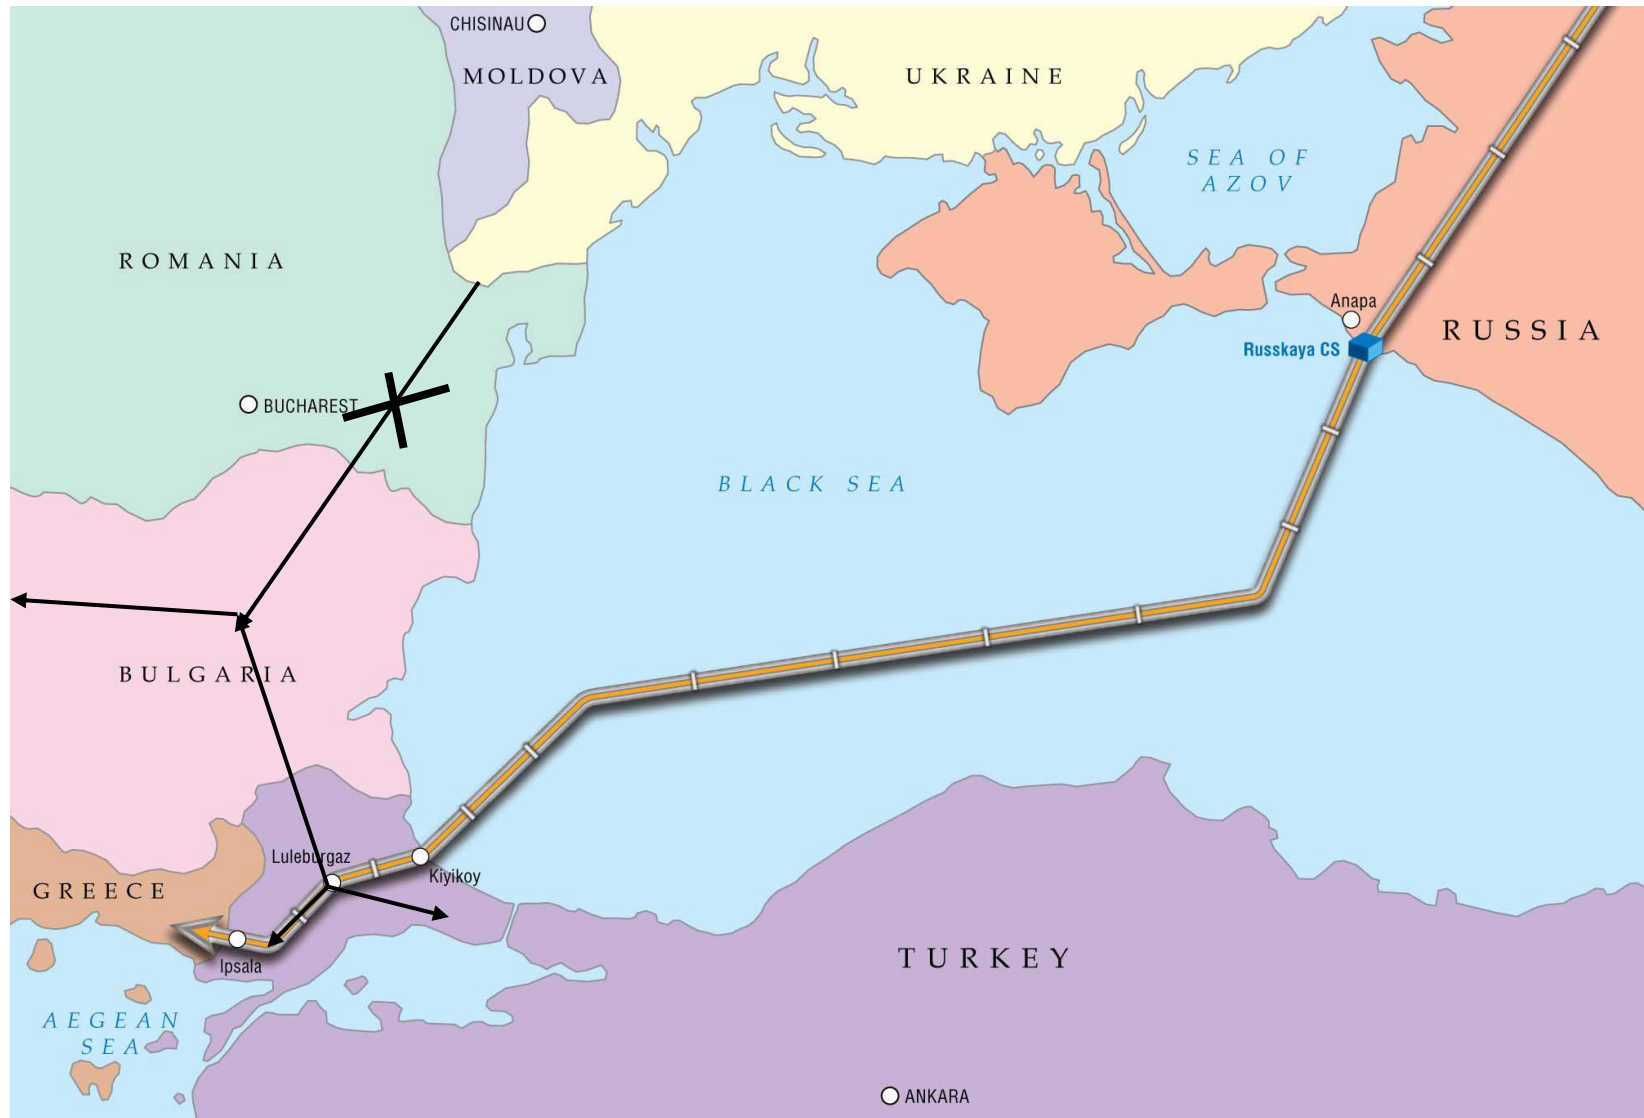 CHISINAU
MOLDOVA
UKRAINE
SEA OF
AZOV
ROMANIA
Anapa
RUSSIA
Russkaya CS
BUCHAREST
BLACK SEA
BULGARIA
Luleburgaz
Kiyikoy
GREECE
TURKEY
Ipsala
AEGEAN
SEA
ANKARA